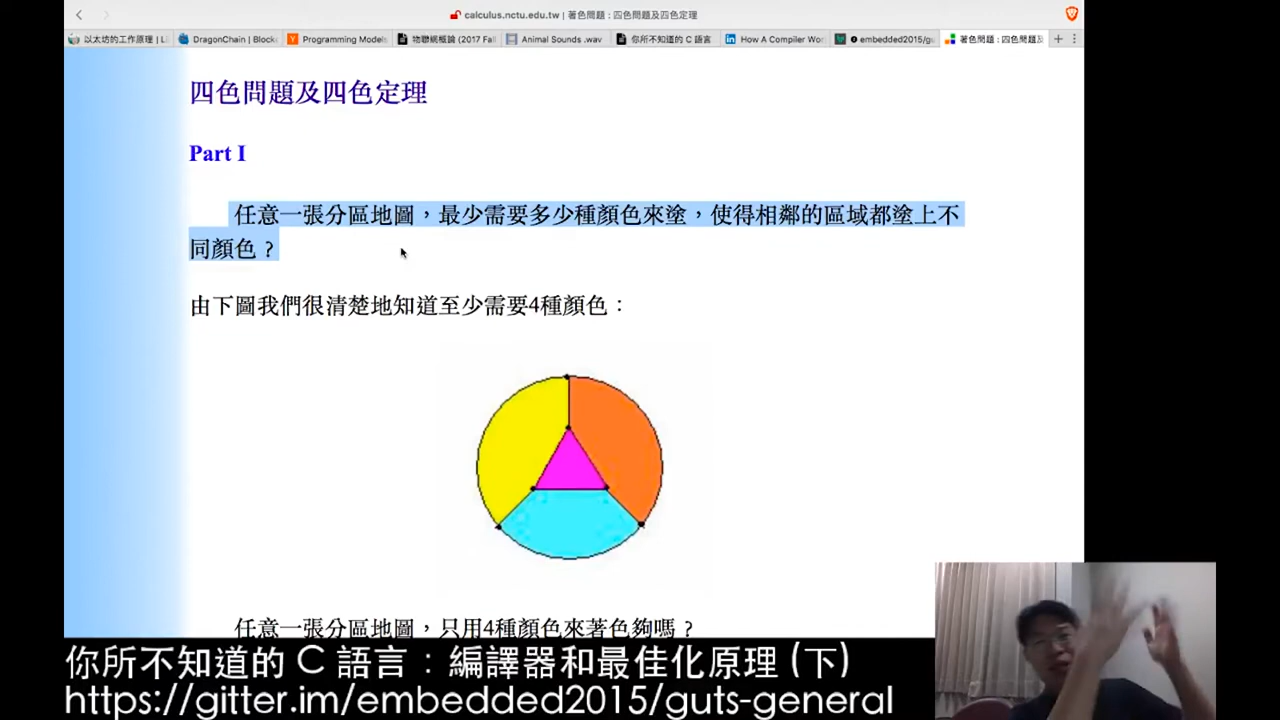 calculus.nctu.edu.tw | 著色問題 : 四色問題及四色定理
以太坊的工作原理 | Li
DragonChain | Block
Programming Models
物聯網概論 (2017 Fall
Animal Sounds .wav
你所不知道的 C 語言
How A Compiler Wor
embedded2015/gu
著色問題 : 四色問題及
四色問題及四色定理
Part I
任意一張分區地圖，最少需要多少種顏色來塗，使得相鄰的區域都塗上不
同顏色？
由下圖我們很清楚地知道至少需要4種顏色：
任意一張分區地圖，只用4種顏色來著色夠嗎？
你所不知道的 C 語言：編譯器和最佳化原理 (下)
https://gitter.im/embedded2015/guts-general